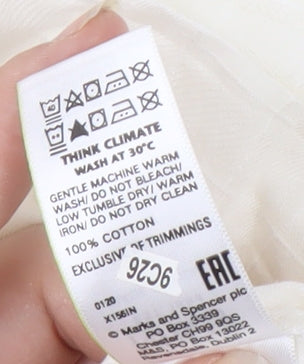 40
THINK CLIMATE
WASH AT 30°C
GENTLE MACHINE WARM
WASH/ DO NOT BLEACH/
LOW TUMBLE DRY/ WARM
IRON/ DO NOT DRY CLEAN
100% COTTON
EXCLUSIVE OF TRIMMINGS
9C26
EAC
0120
X156IN
© Marks and Spencer plc
PO Box 3339
Chester CH99 9QS
M&S, PO Box 13022
Ravensdale, Dublin 2